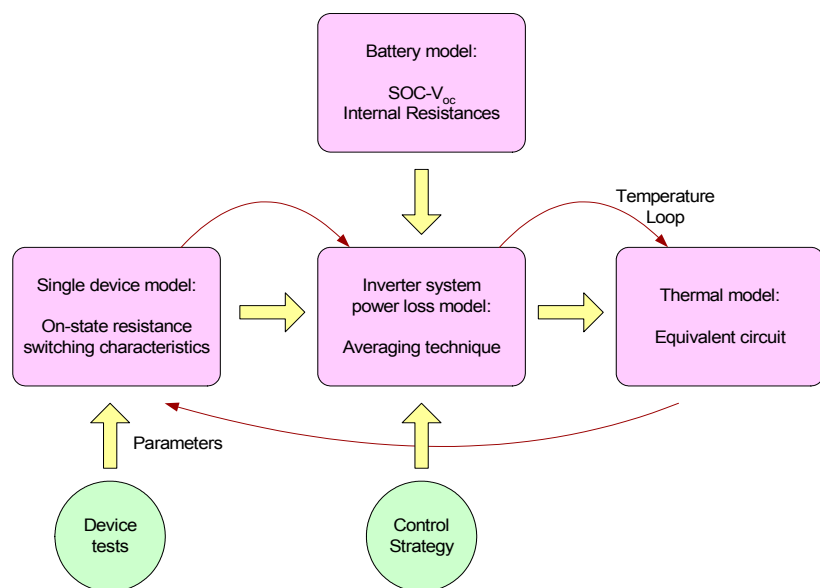 Battery model:
SOC-Voc
Internal Resistances
Temperature
Loop
Single device model:
On-state resistance
switching characteristics
Inverter system
power loss model:
Averaging technique
Thermal model:
Equivalent circuit
Parameters
Device
tests
Control
Strategy